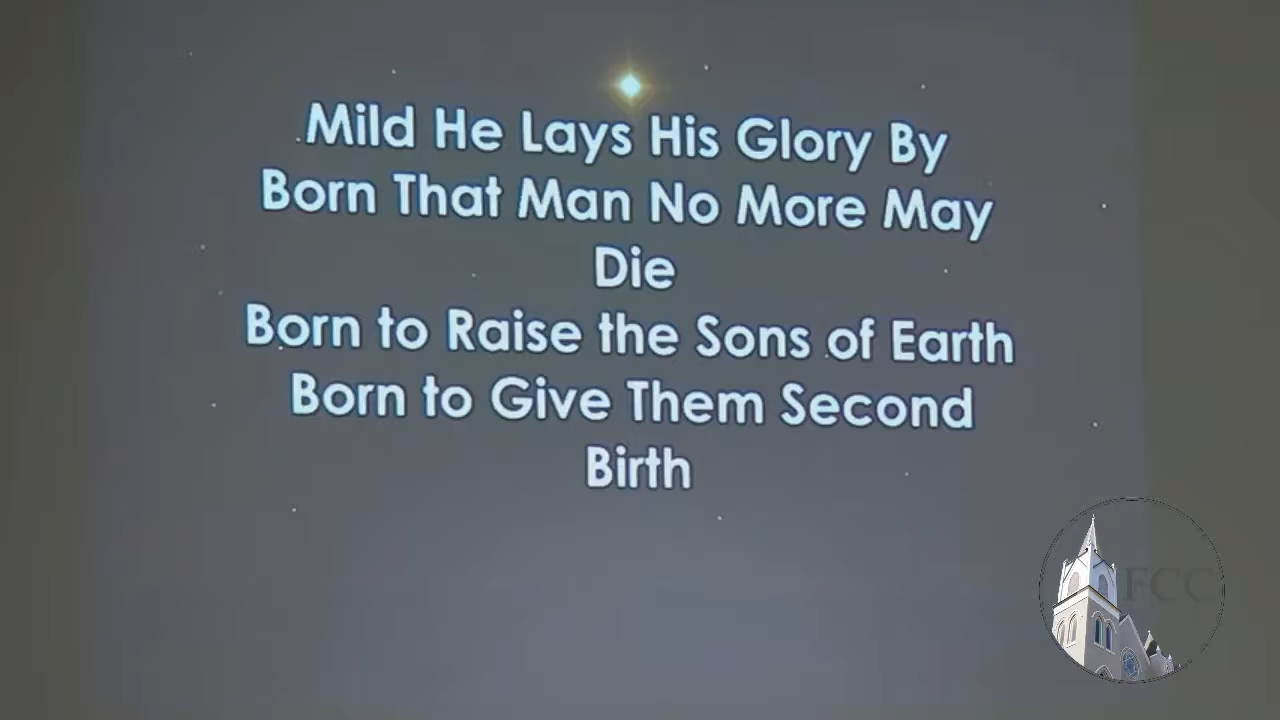 Mild He Lays His Glory By
Born That Man No More May
Die
Born to Raise the Sons of Earth
Born to Give Them Second
Birth
FCC